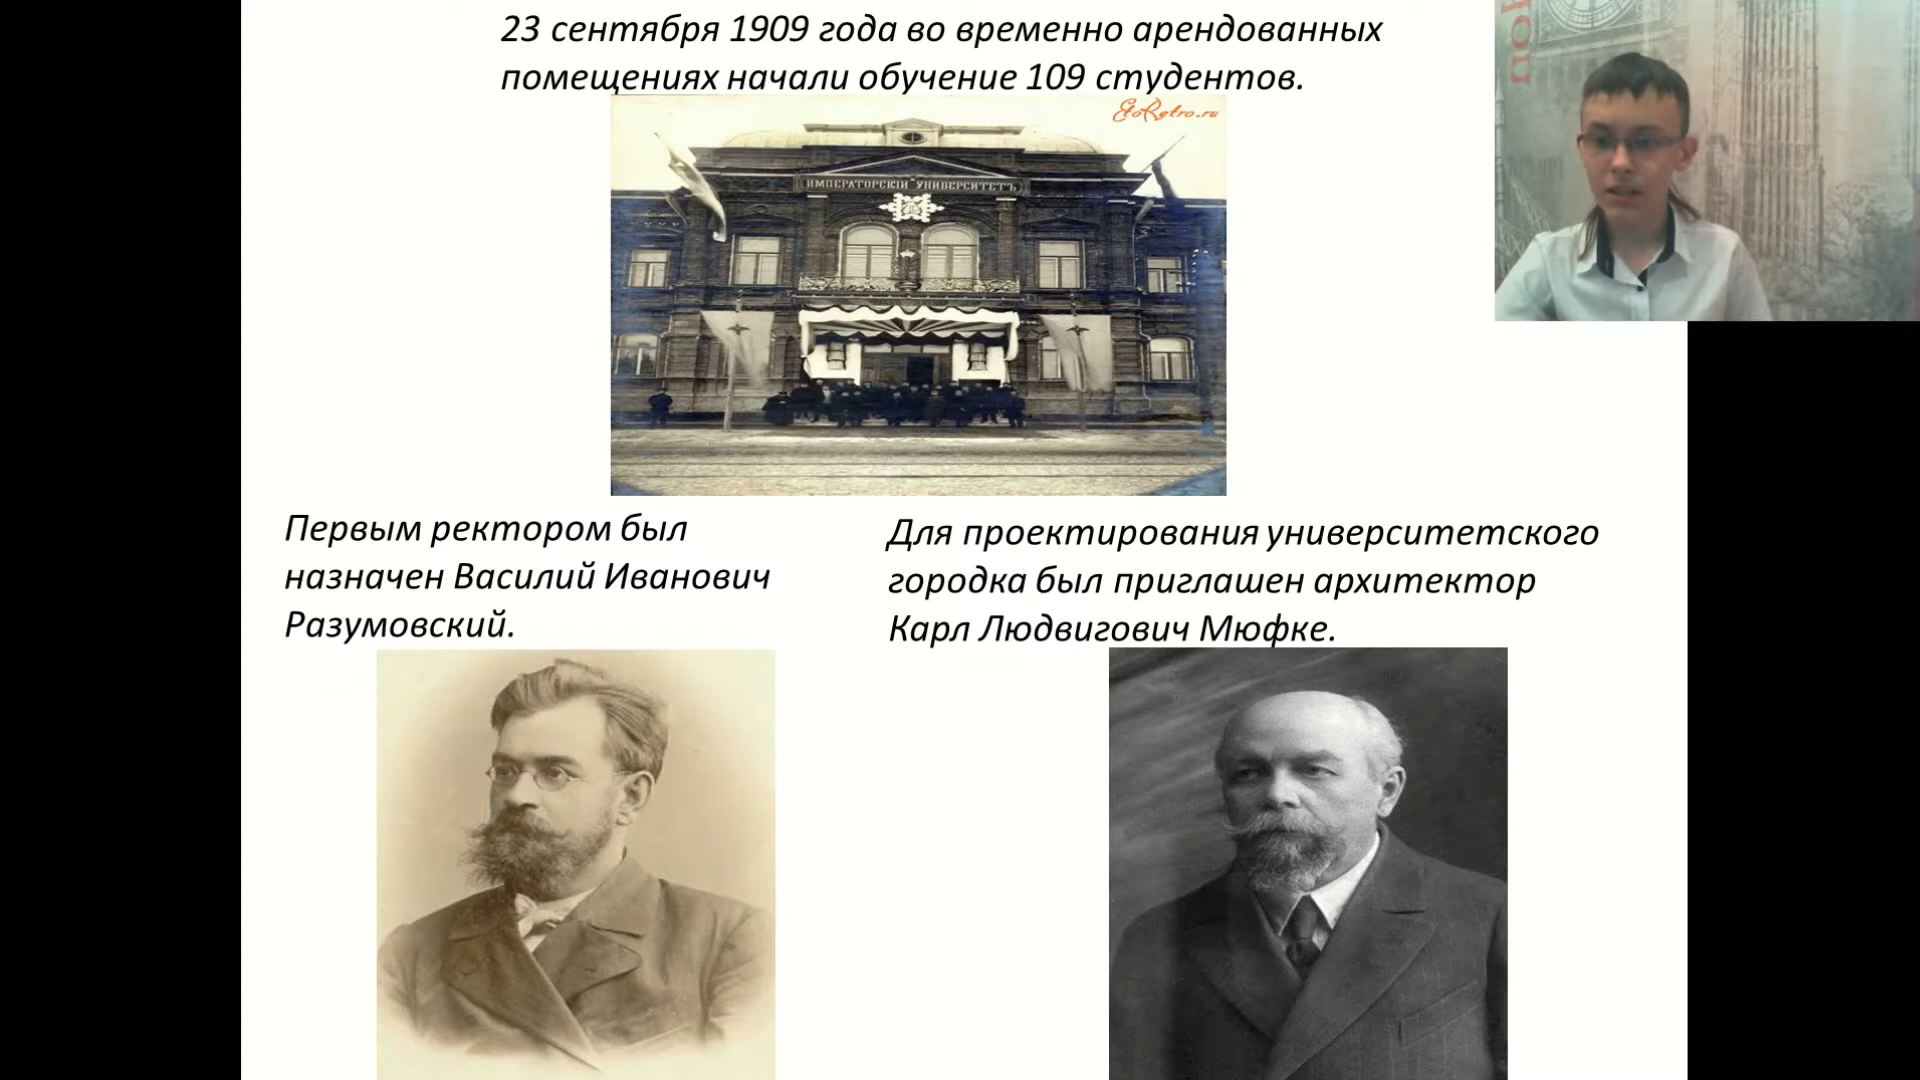 23 сентября 1909 года во временно арендованных
помещениях начали обучение 109 студентов.
EtoRetro.ru
ИМПЕРАТОРСКІЙ УНИВЕРСИТЕТЪ
Первым ректором был
назначен Василий Иванович
Разумовский.
Для проектирования университетского
городка был приглашен архитектор
Карл Людвигович Мюфке.